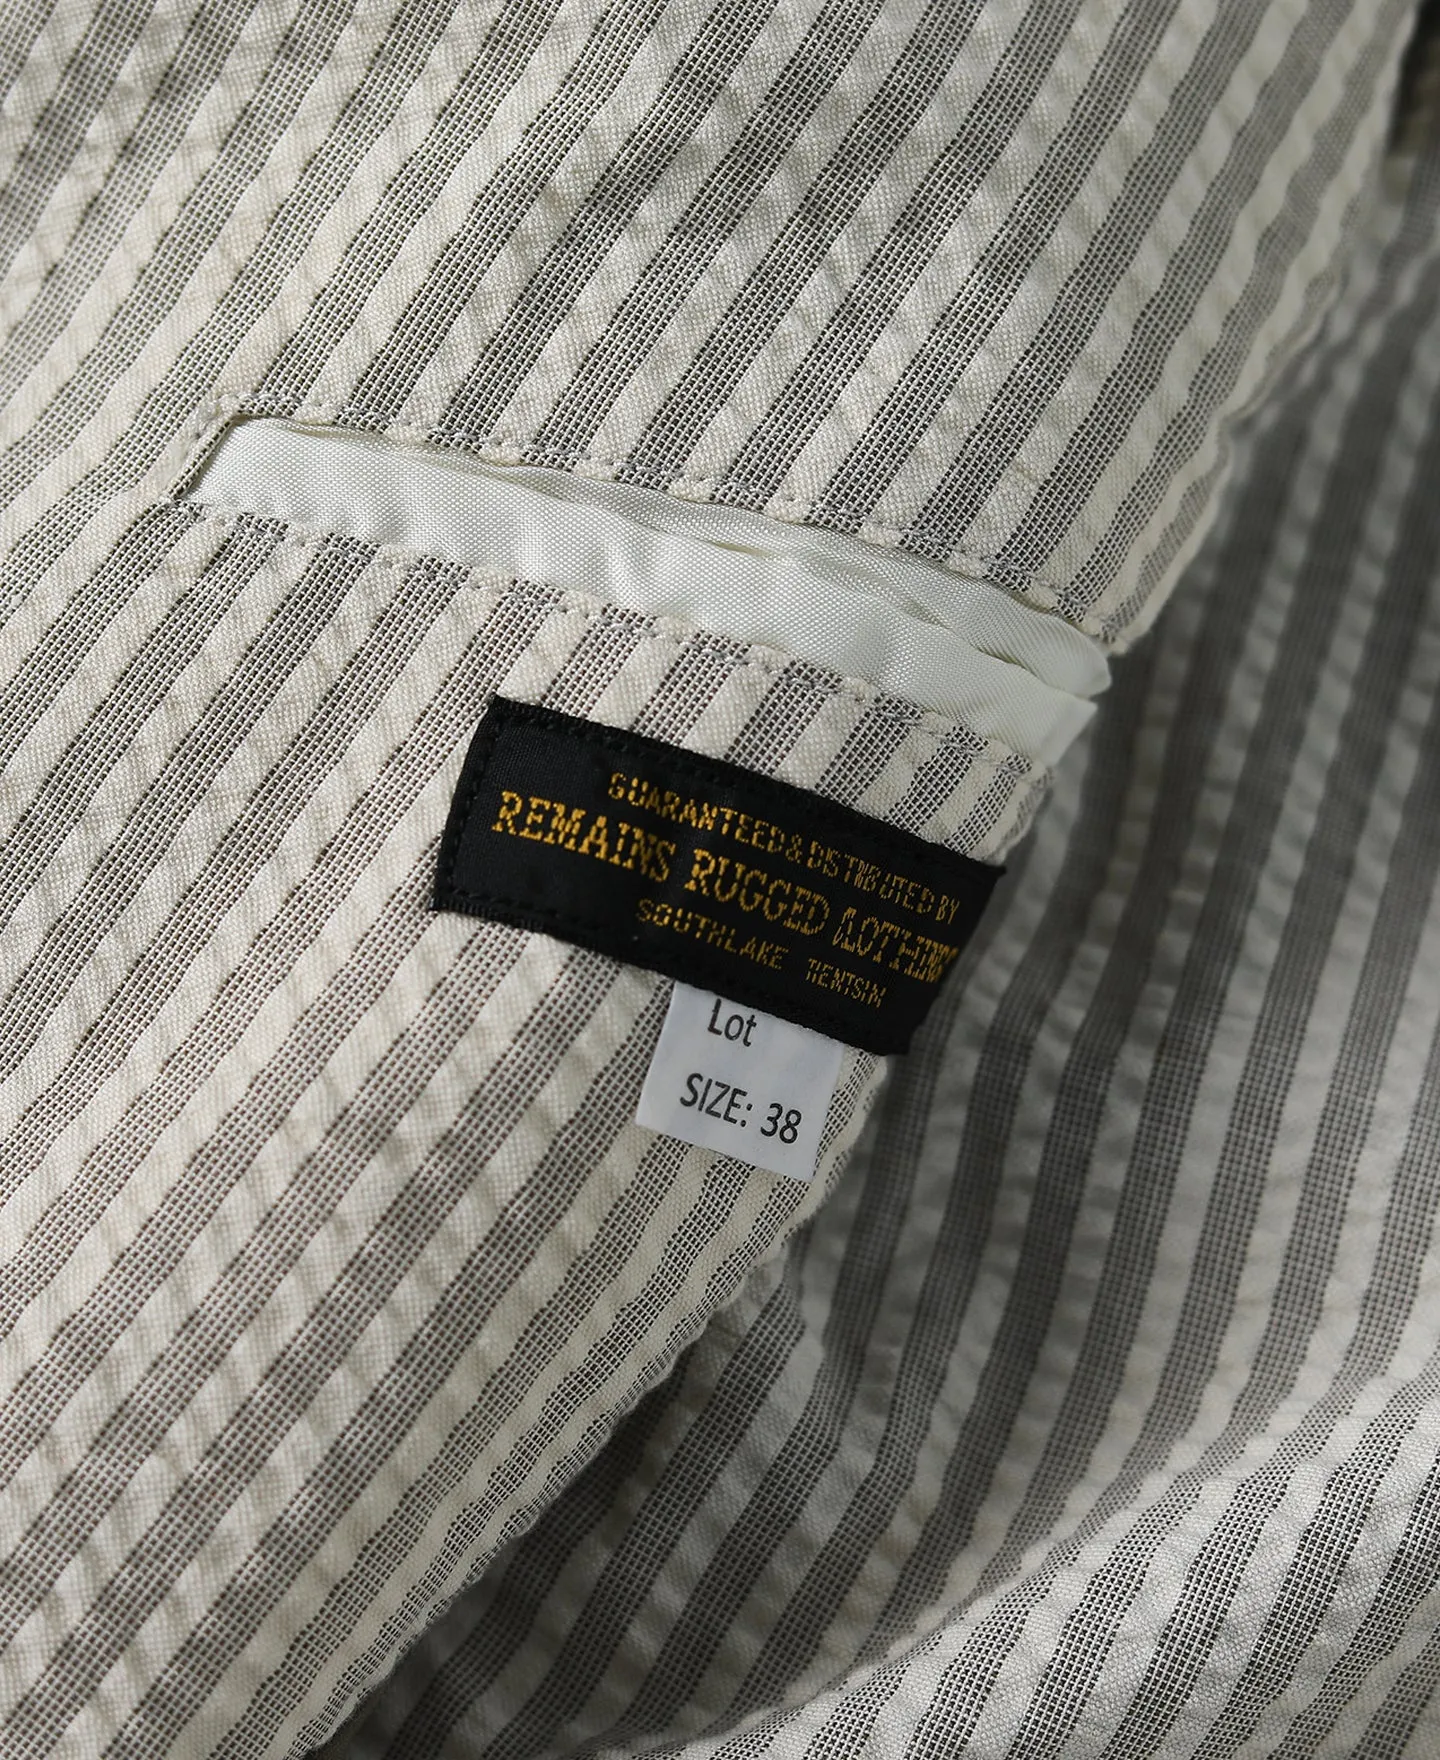 GUARANTEED & DISTRIBUTED BY
REMAINS RUGGED CLOTHING
SOUTHLAKE TIENTSIN
Lot
SIZE: 38